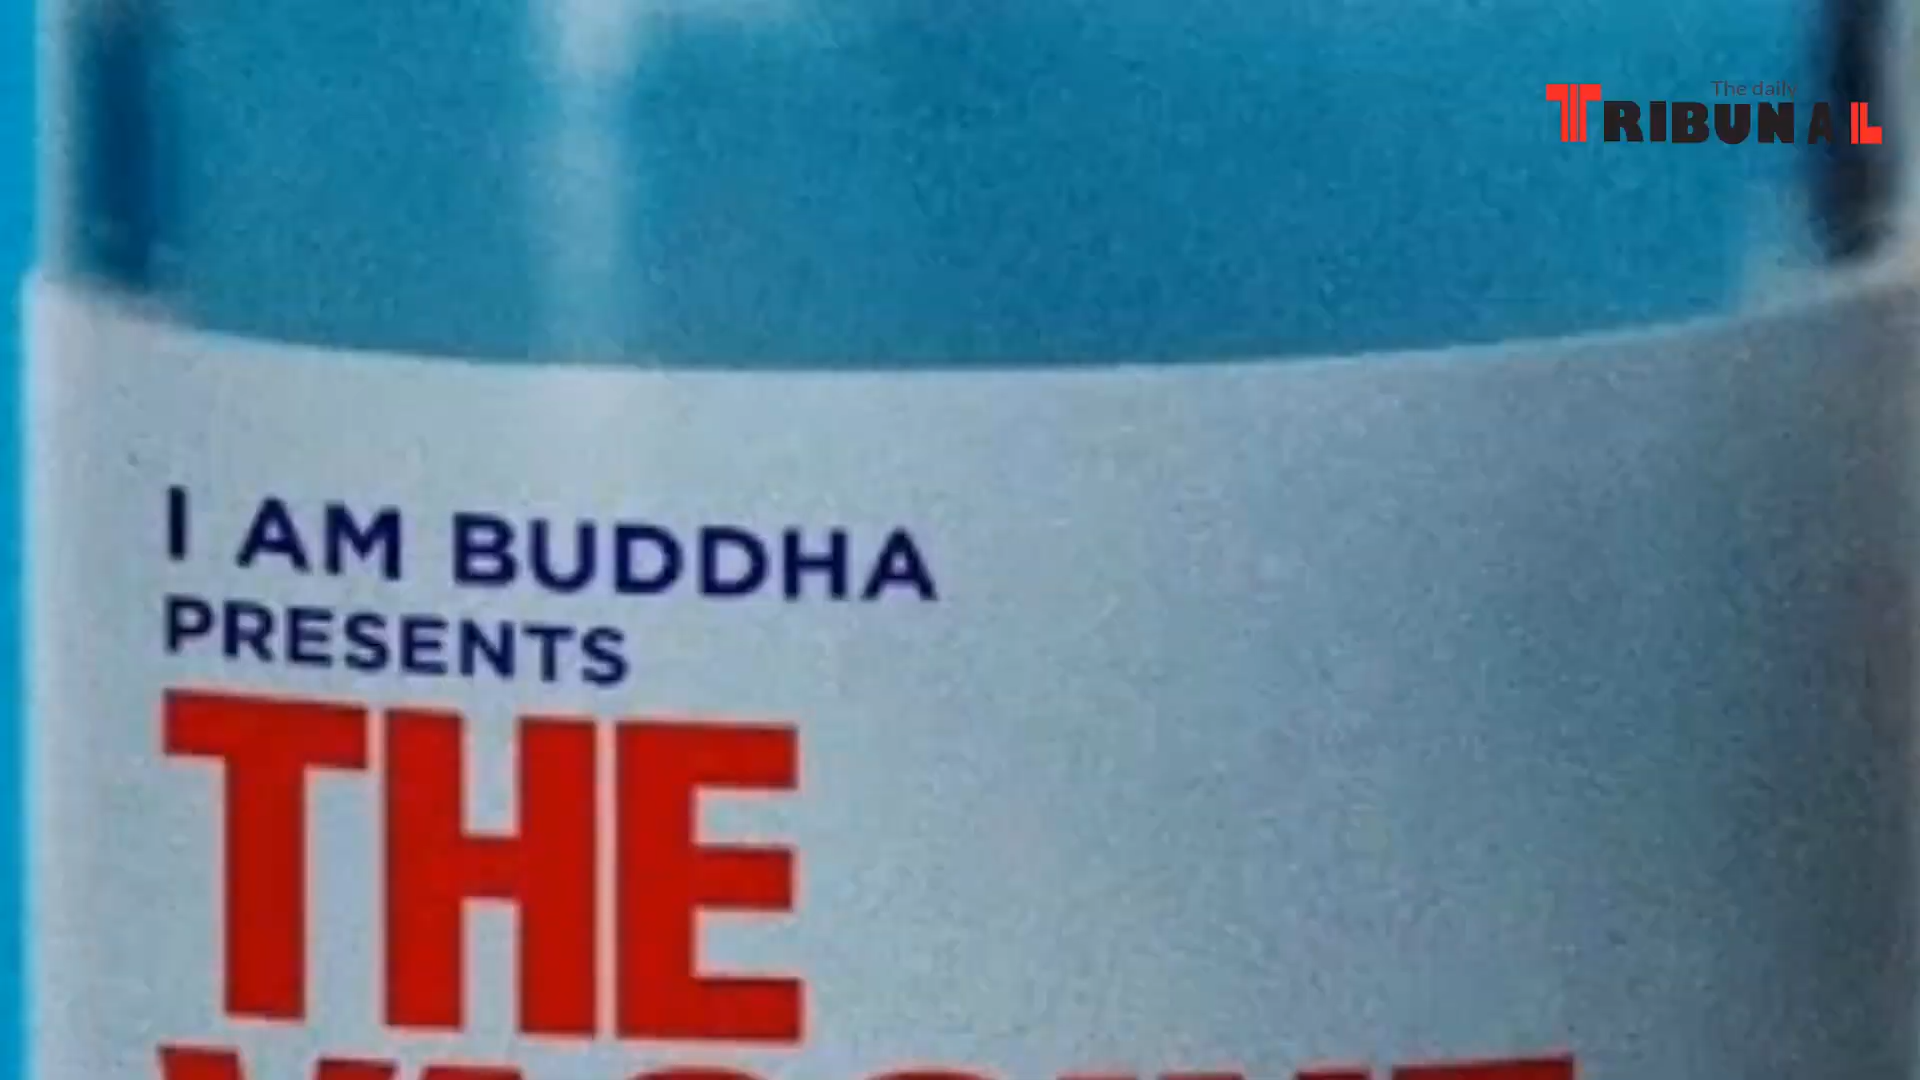 The daily
TRIBUNAL
I AM BUDDHA
PRESENTS
THE